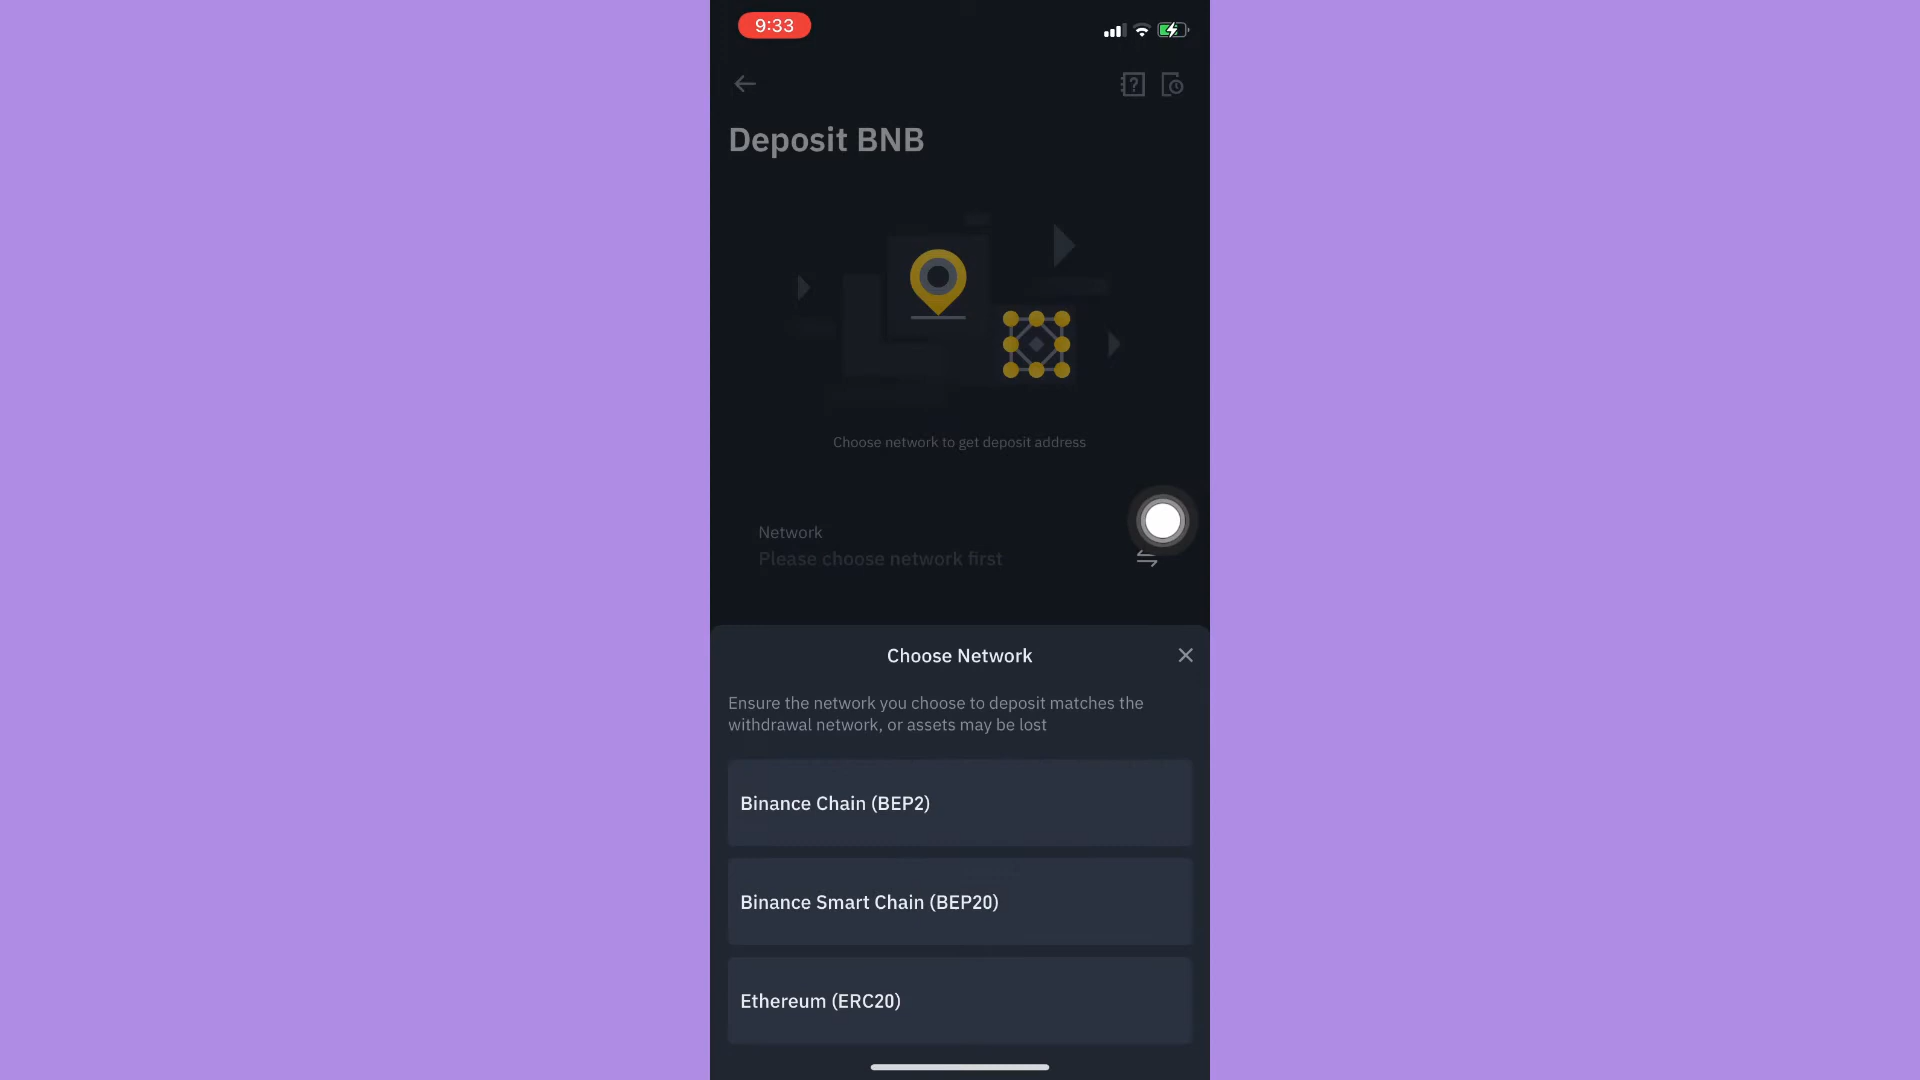 9:33
Deposit BNB
Choose network to get deposit address
Network
Please choose network first
Choose Network
Ensure the network you choose to deposit matches the
withdrawal network, or assets may be lost
Binance Chain (BEP2)
Binance Smart Chain (BEP20)
Ethereum (ERC20)